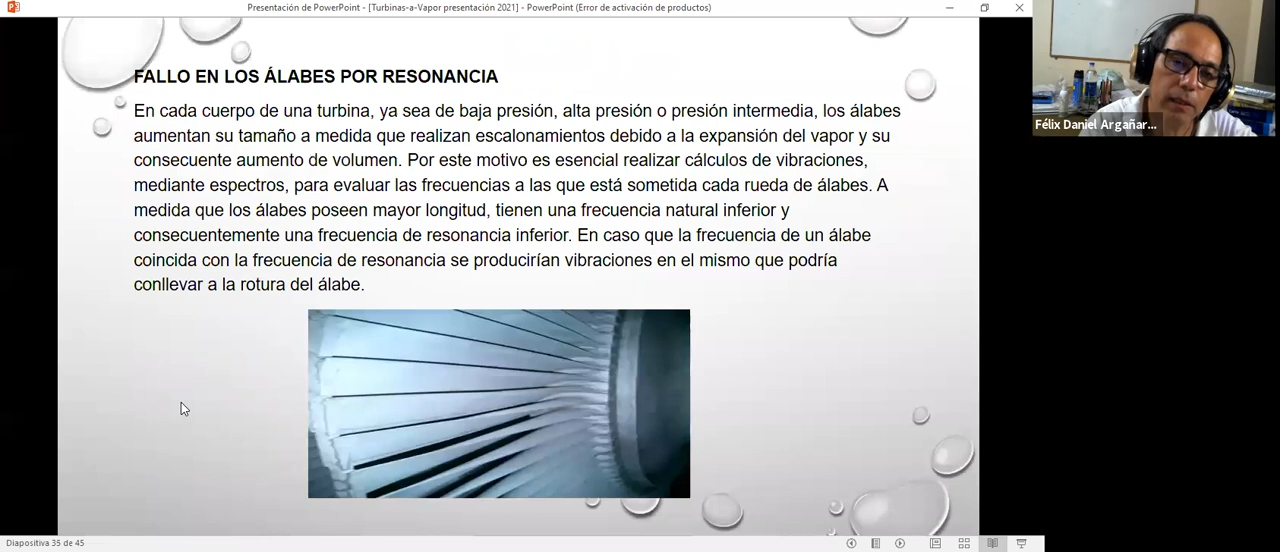 Presentación de PowerPoint - [Turbinas-a-Vapor presentación 2021] - PowerPoint (Error de activación de productos)
FALLO EN LOS ÁLABES POR RESONANCIA
En cada cuerpo de una turbina, ya sea de baja presión, alta presión o presión intermedia, los álabes
aumentan su tamaño a medida que realizan escalonamientos debido a la expansión del vapor y su
consecuente aumento de volumen. Por este motivo es esencial realizar cálculos de vibraciones,
mediante espectros, para evaluar las frecuencias a las que está sometida cada rueda de álabes. A
medida que los álabes poseen mayor longitud, tienen una frecuencia natural inferior y
consecuentemente una frecuencia de resonancia inferior. En caso que la frecuencia de un álabe
coincida con la frecuencia de resonancia se producirían vibraciones en el mismo que podría
conllevar a la rotura del álabe.
Félix Daniel Argañar...
Diapositiva 35 de 45